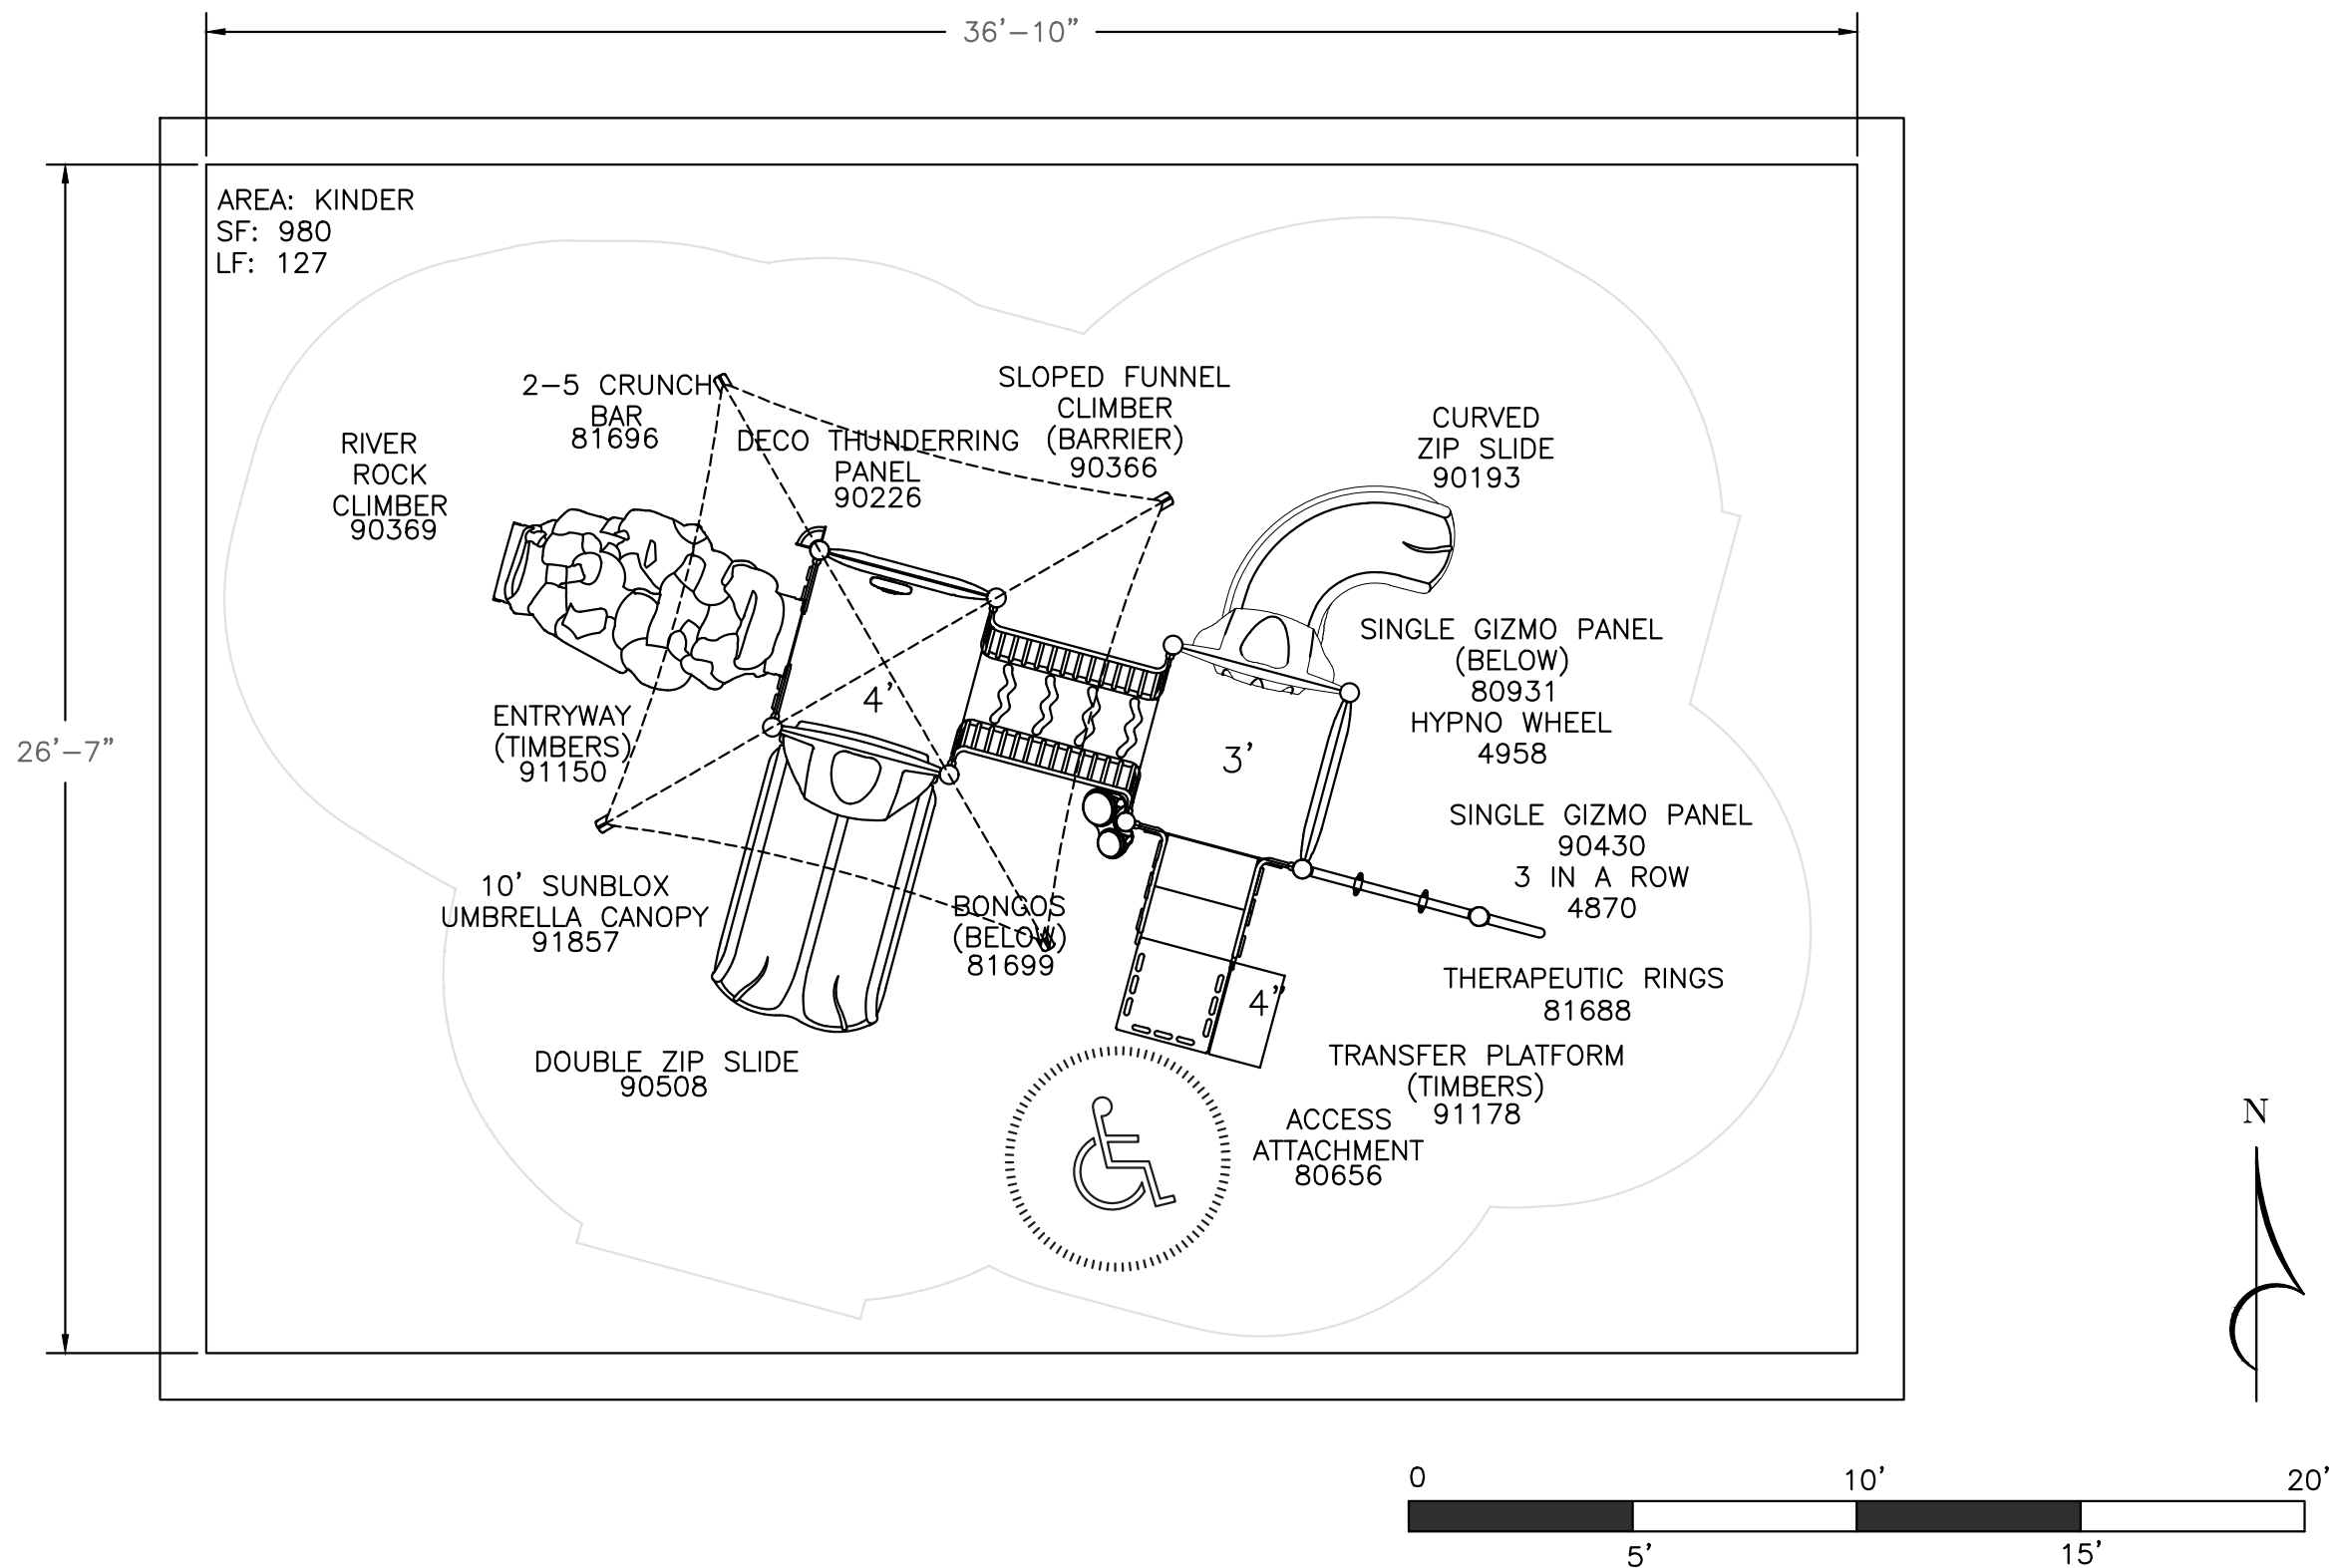 36'-10"
26'-7"
AREA: KINDER
SF: 980
LF: 127
2-5 CRUNCH
BAR
81696
RIVER
ROCK
CLIMBER
90369
DECO THUNDERRING
PANEL
90226
SLOPED FUNNEL
CLIMBER
(BARRIER)
90366
CURVED
ZIP SLIDE
90193
SINGLE GIZMO PANEL
(BELOW)
80931
HYPNO WHEEL
4958
4'
3'
ENTRYWAY
(TIMBERS)
91150
SINGLE GIZMO PANEL
90430
3 IN A ROW
4870
10' SUNBLOX
UMBRELLA CANOPY
91857
BONGOS
(BELOW)
81699
4"
THERAPEUTIC RINGS
81688
DOUBLE ZIP SLIDE
90508
TRANSFER PLATFORM
(TIMBERS)
91178
ACCESS
ATTACHMENT
80656
N
0
10'
20'
5'
15'